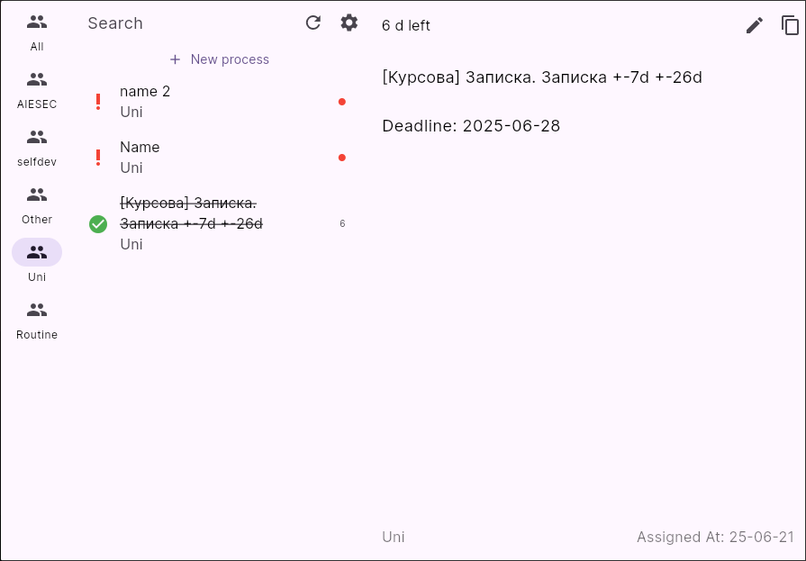 All
AIESEC
selfdev
Other
Uni
Routine
Search
+ New process
name 2
Uni
Name
Uni
[Курсова] Записка.
Записка +-7d +-26d
Uni
6
6 d left
[Курсова] Записка. Записка +-7d +-26d
Deadline: 2025-06-28
Uni
Assigned At: 25-06-21